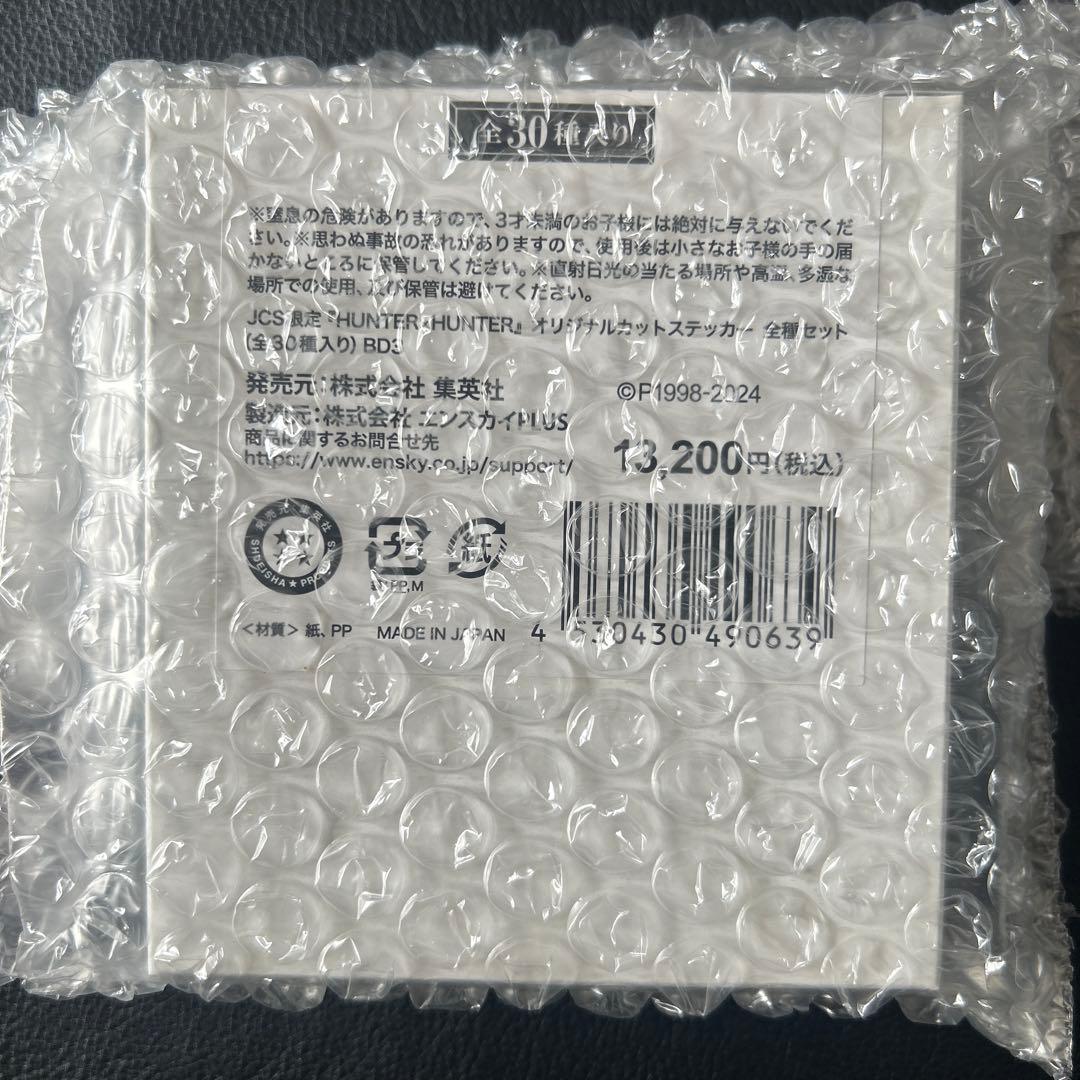 全30種入り
※窒息の危険がありますので、3才未満のお子様には絶対に与えないでくだ
さい。※思わぬ事故の恐れがありますので、使用後は小さなお子様の手の届
かないところに保管してください。※直射日光の当たる場所や高温、多湿な
場所での使用、及び保管は避けてください。
JCS限定『HUNTER×HUNTER』オリジナルカットステッカー 全種セット
(全30種入り) BD3
発売元:株式会社 集英社
©P1998-2024
製造元:株式会社 エンスカイPLUS
商品に関するお問合せ先
https://www.ensky.co.jp/support/
13,200円(税込)
発売元 集英社
SHUEISHA ★
プラ
紙
<材質> 紙、PP
MADE IN JAPAN
4 530430 490639